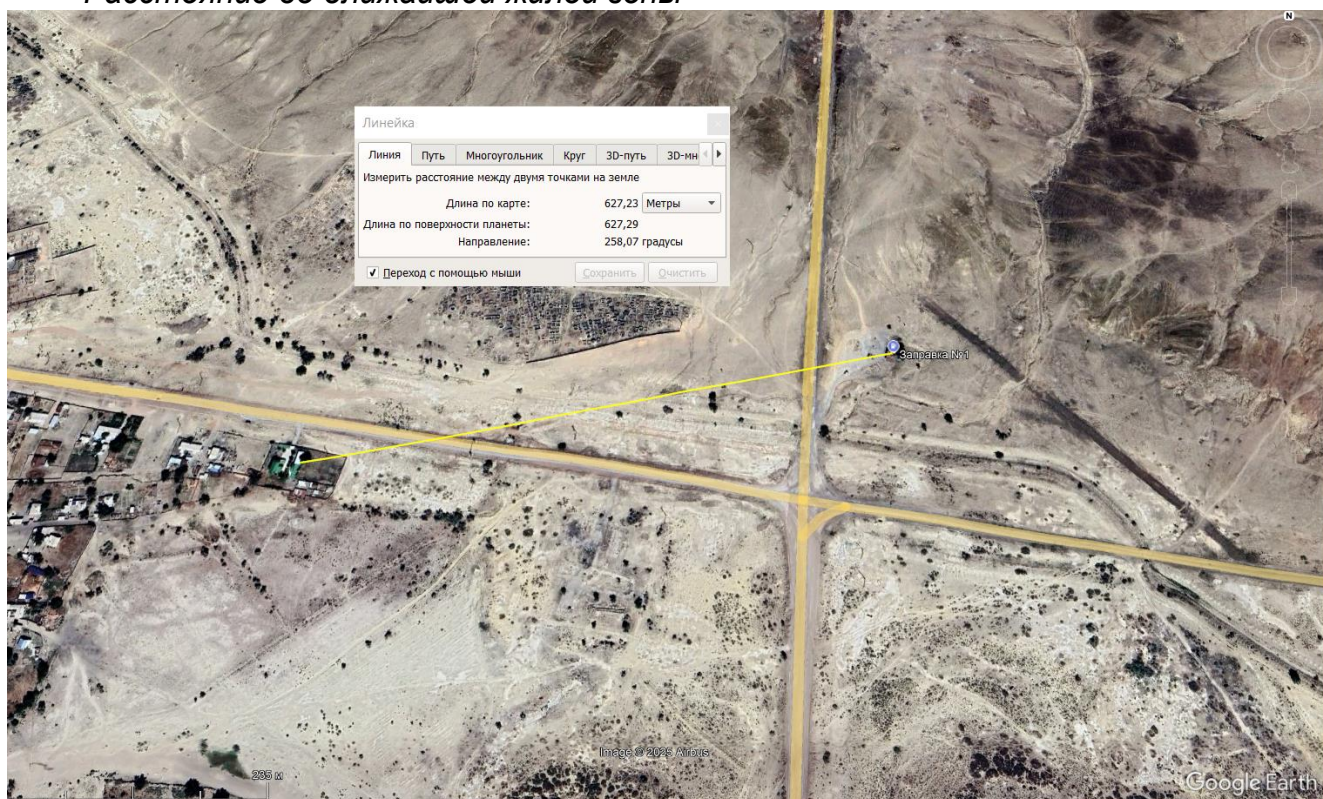 Расстояние до ближайшей жилой зоны
N
Линейка
Линия Путь Многоугольник Круг 3D-путь 3D-мн
Измерить расстояние между двумя точками на земле
Длина по карте: 627,23 Метры
Длина по поверхности планеты: 627,29
Направление: 258,07 градусы
Переход с помощью мыши Сохранить Очистить
Заправка №1
Image © 2025 Airbus
235 м
Google Earth